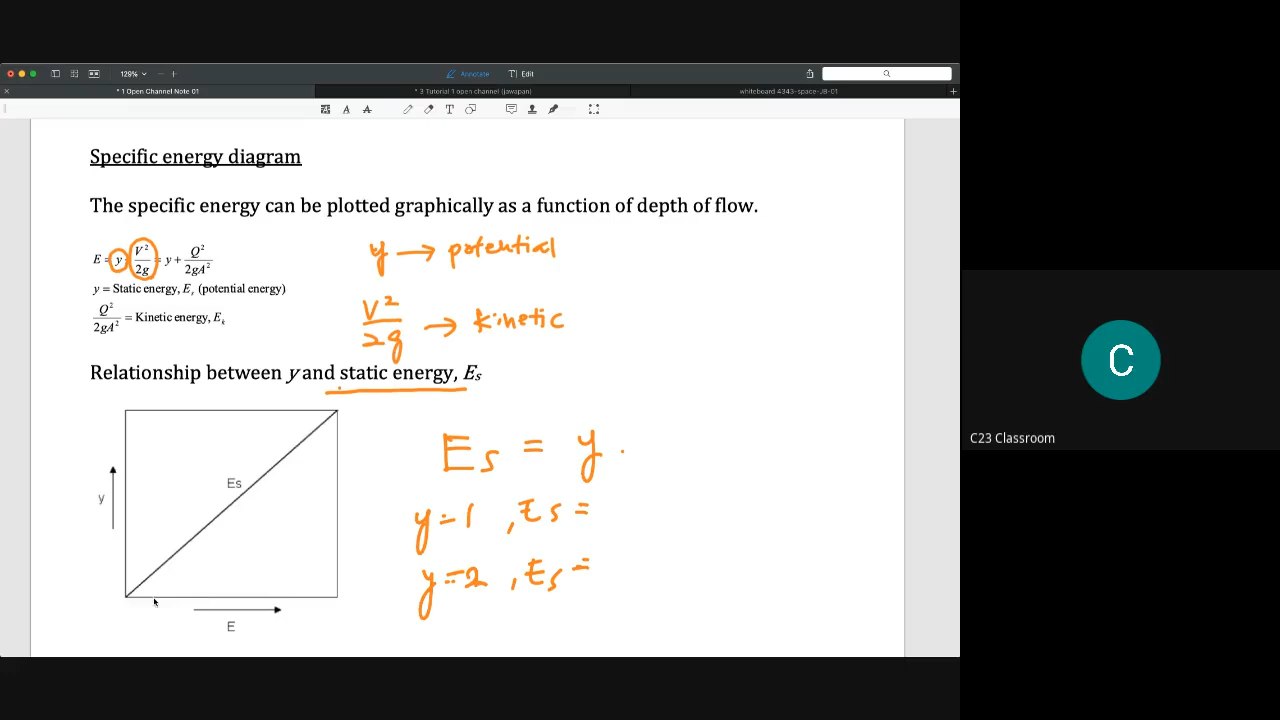 129%
Annotate
Edit
* 1 Open Channel Note 01
* 3 Tutorial 1 open channel (jawapan)
whiteboard 4343-space-JB-01
Specific energy diagram
The specific energy can be plotted graphically as a function of depth of flow.
E = y + V²/2g = y + Q²/2gA²
y = Static energy, Es (potential energy)
Q²/2gA² = Kinetic energy, Ek
y → potential
V²/2g → kinetic
Relationship between y and static energy, Es
Es
y
E
Es = y .
y = 1 , Es =
y = 2 , Es =
C
C23 Classroom